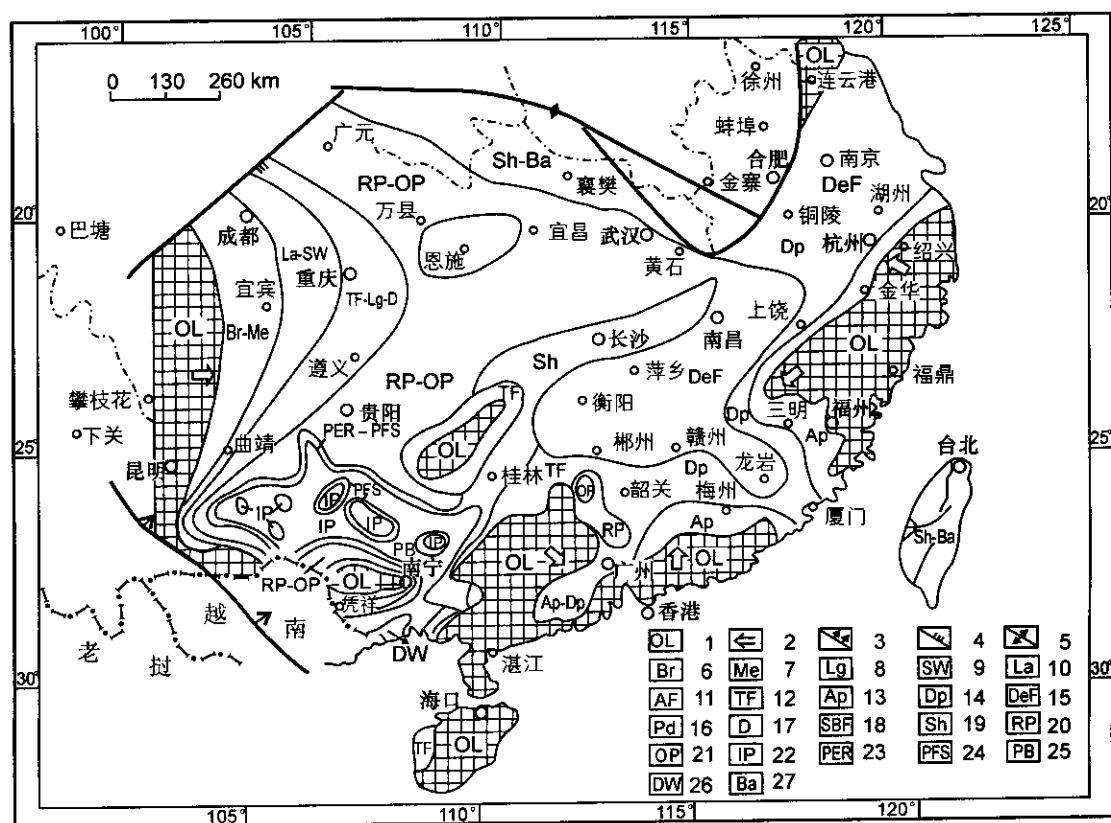 100° 105° 110° 115° 120° 125°
0 130 260 km
OL
徐州 连云港
广元
蚌埠
Sh-Ba
合肥 南京
RP-OP
襄樊 金寨 DeF
湖州
万县 铜陵
20° 20°
巴塘 成都 宜昌 武汉 Dp 杭州
La-SW 恩施 黄石 绍兴
重庆
宜宾 TF-Lg-D 金华
上饶
OL Br-Me 长沙 南昌 OL
Sh
遵义 萍乡 DeF 福鼎
RP-OP
攀枝花 TF 衡阳
贵阳 Dp 三明 福州
下关 PER-PFS Ap
曲靖 OL 郴州 赣州 台北
25° 25°
昆明 桂林 TF Dp 龙岩
PFS OP 韶关 梅州
IP IP 厦门
IP IP Ap
PB IP RP
南宁 OL OL Sh-Ba
RP-OP OL 广州
凭祥 Ap-Dp
越南 香港
老挝 DW
湛江
30° 30°
海口
TF OL
OL 1 2 3 4 5
Br 6 Me 7 Lg 8 SW 9 La 10
AF 11 TF 12 Ap 13 Dp 14 DeF 15
Pd 16 D 17 SBF 18 Sh 19 RP 20
OP 21 IP 22 PER 23 PFS 24 PB 25
DW 26 Ba 27
105° 110° 115° 120°